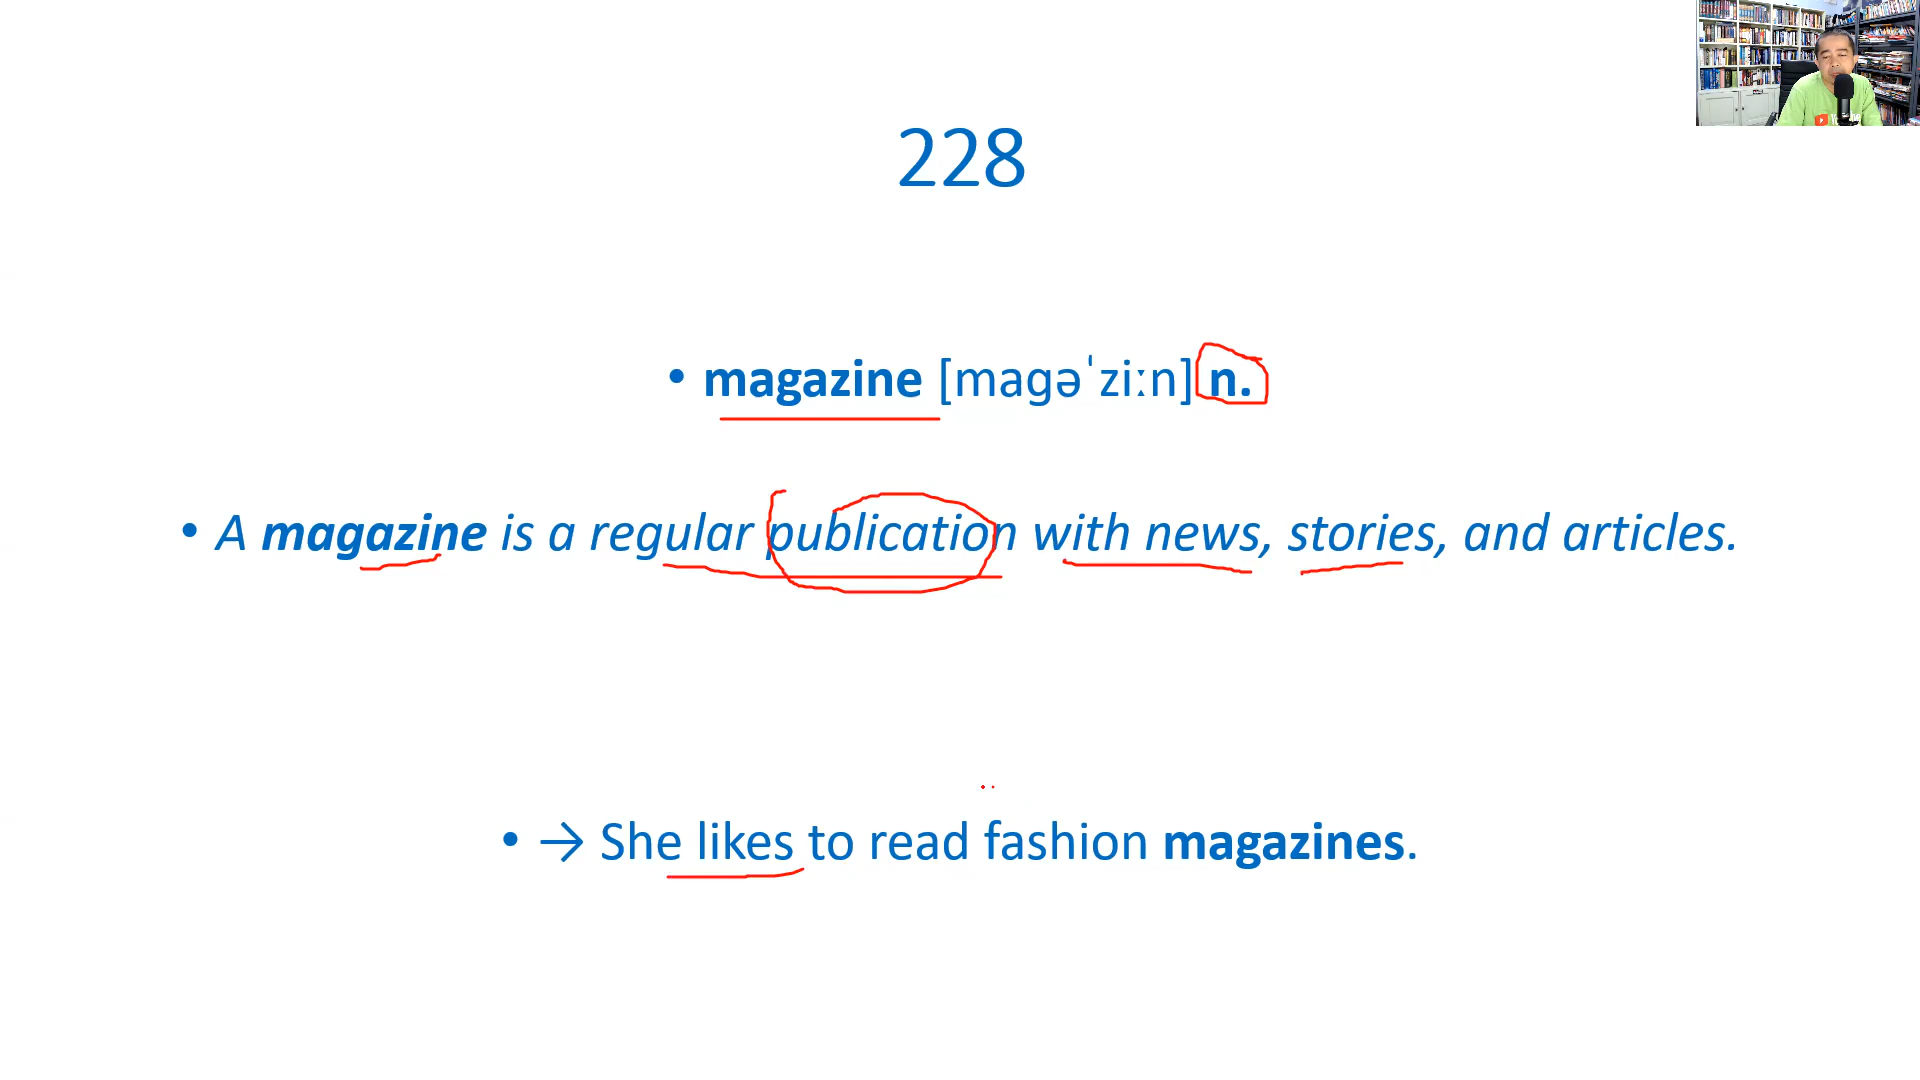 228
• magazine [magəˈziːn] n.
• A magazine is a regular publication with news, stories, and articles.
• → She likes to read fashion magazines.